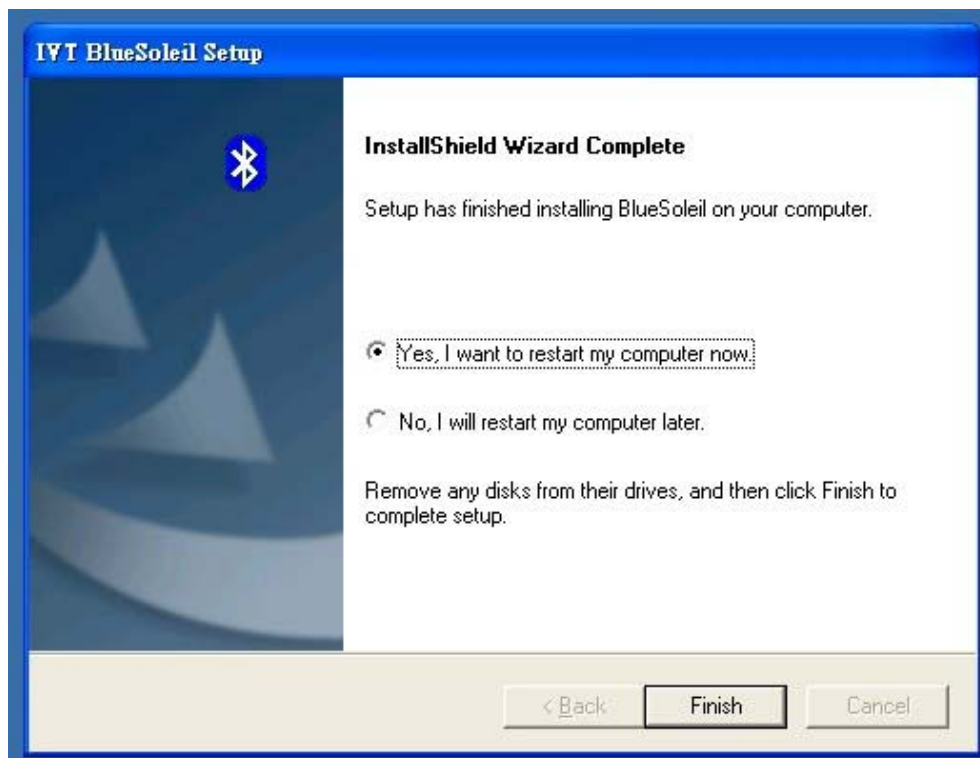 IVT BlueSoleil Setup
InstallShield Wizard Complete
Setup has finished installing BlueSoleil on your computer.
Yes, I want to restart my computer now.
No, I will restart my computer later.
Remove any disks from their drives, and then click Finish to
complete setup.
< Back
Finish
Cancel